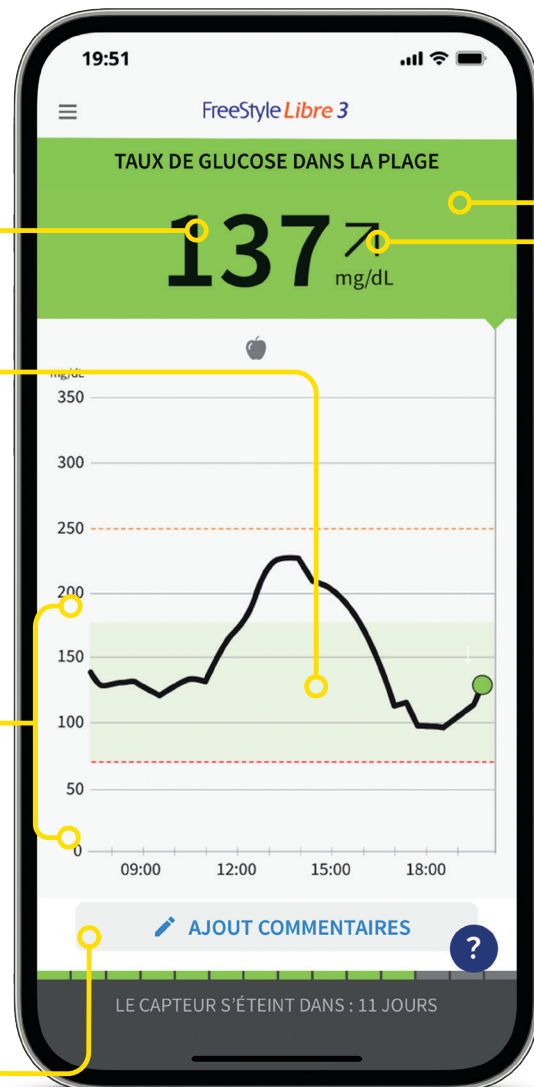 19:51
FreeStyle Libre 3
TAUX DE GLUCOSE DANS LA PLAGE
137
mg/dL
mg/dL
350
300
250
200
150
100
50
0
09:00 12:00 15:00 18:00
AJOUT COMMENTAIRES
?
LE CAPTEUR S'ÉTEINT DANS : 11 JOURS